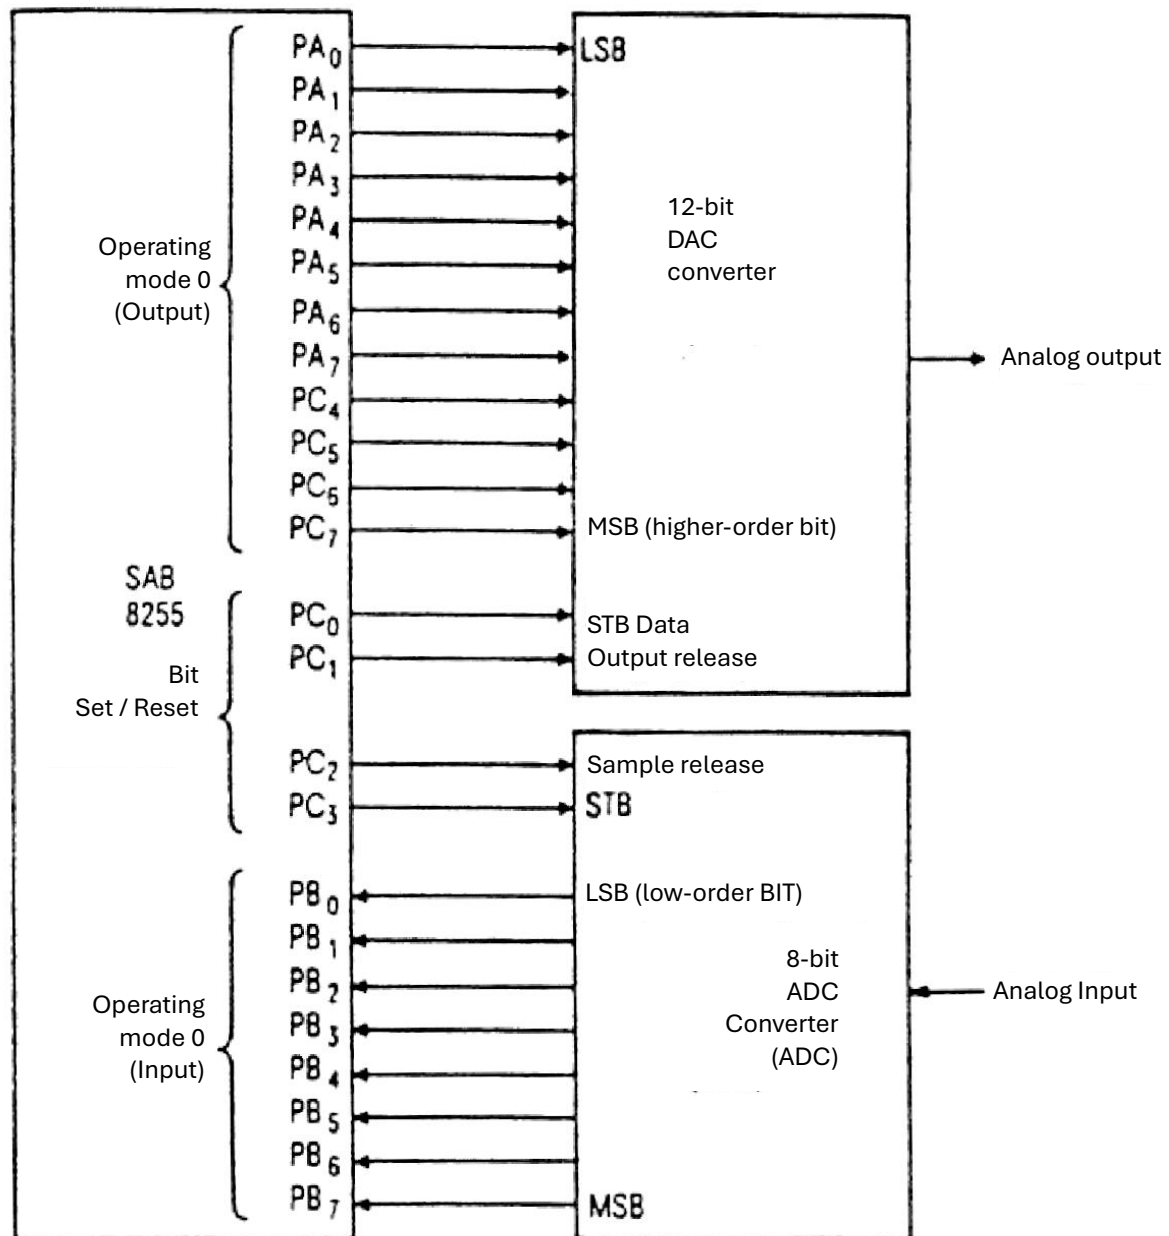 PA0
LSB
PA1
PA2
PA3
PA4
PA5
PA6
PA7
PC4
PC5
PC6
PC7
MSB (higher-order bit)
Operating
mode 0
(Output)
12-bit
DAC
converter
Analog output
SAB
8255
Bit
Set / Reset
PC0
STB Data
PC1
Output release
PC2
Sample release
PC3
STB
PB0
LSB (low-order BIT)
PB1
PB2
PB3
PB4
PB5
PB6
PB7
MSB
Operating
mode 0
(Input)
8-bit
ADC
Converter
(ADC)
Analog Input